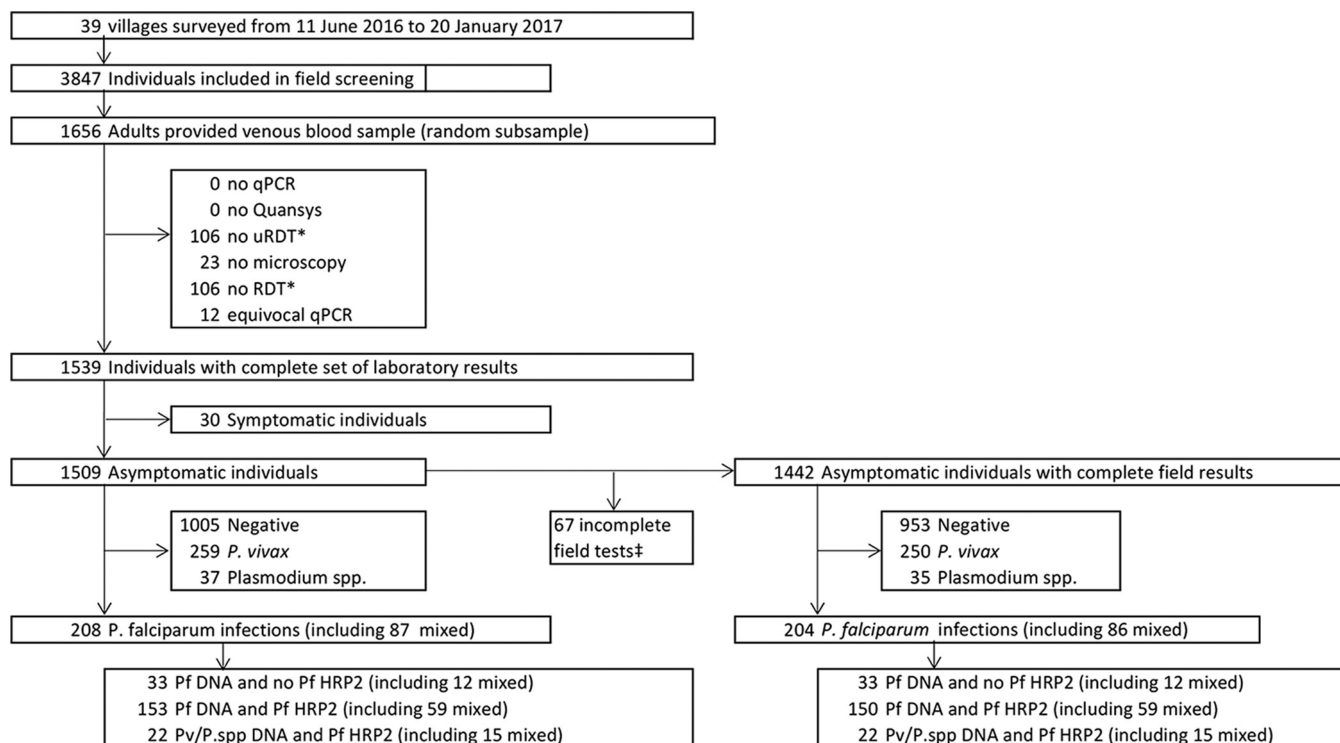 39 villages surveyed from 11 June 2016 to 20 January 2017
3847 Individuals included in field screening
1656 Adults provided venous blood sample (random subsample)
0 no qPCR
0 no Quansys
106 no uRDT*
23 no microscopy
106 no RDT*
12 equivocal qPCR
1539 Individuals with complete set of laboratory results
30 Symptomatic individuals
1509 Asymptomatic individuals
1442 Asymptomatic individuals with complete field results
1005 Negative
259 P. vivax
37 Plasmodium spp.
67 incomplete
field tests‡
953 Negative
250 P. vivax
35 Plasmodium spp.
208 P. falciparum infections (including 87 mixed)
204 P. falciparum infections (including 86 mixed)
33 Pf DNA and no Pf HRP2 (including 12 mixed)
153 Pf DNA and Pf HRP2 (including 59 mixed)
22 Pv/P.spp DNA and Pf HRP2 (including 15 mixed)
33 Pf DNA and no Pf HRP2 (including 12 mixed)
150 Pf DNA and Pf HRP2 (including 59 mixed)
22 Pv/P.spp DNA and Pf HRP2 (including 15 mixed)